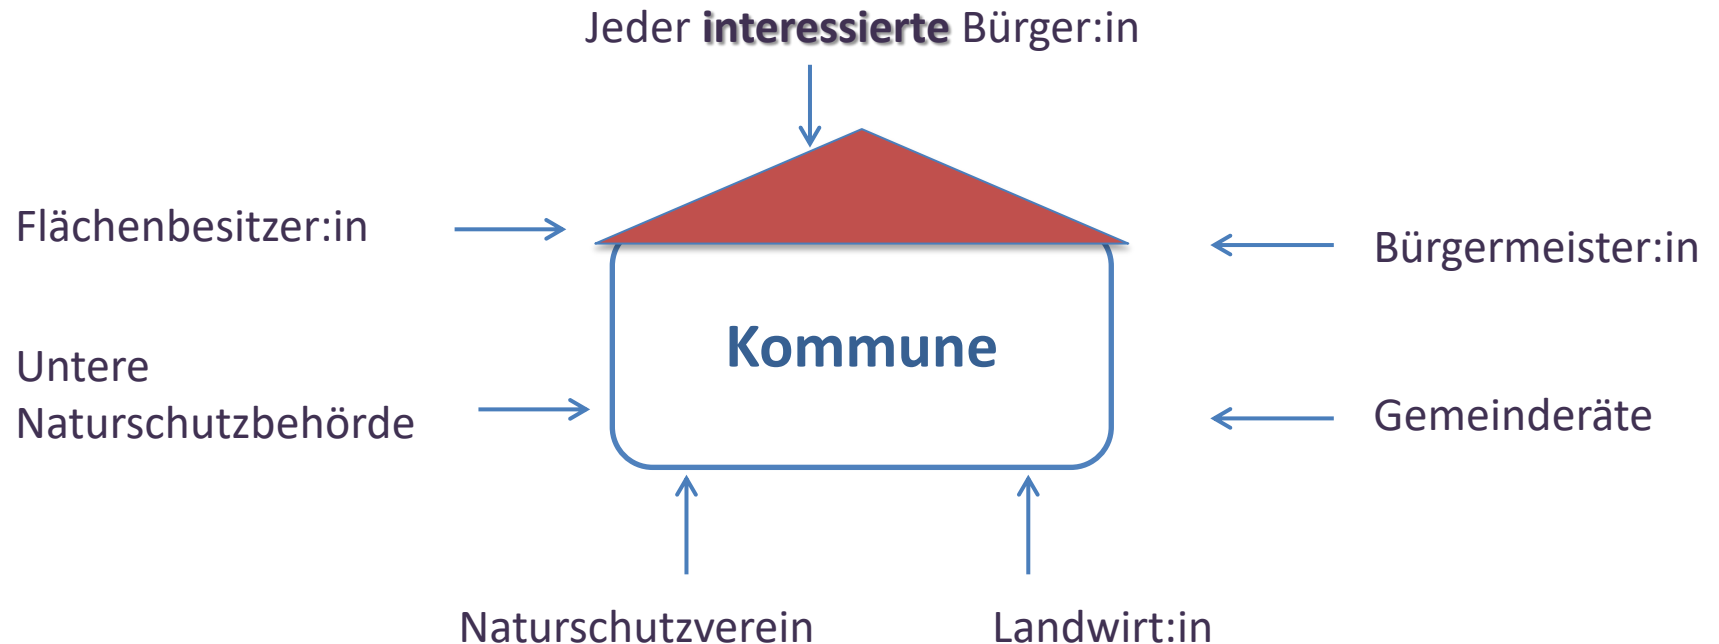 Jeder interessierte Bürger:in
Flächenbesitzer:in
Bürgermeister:in
Kommune
Untere
Naturschutzbehörde
Gemeinderäte
Naturschutzverein
Landwirt:in